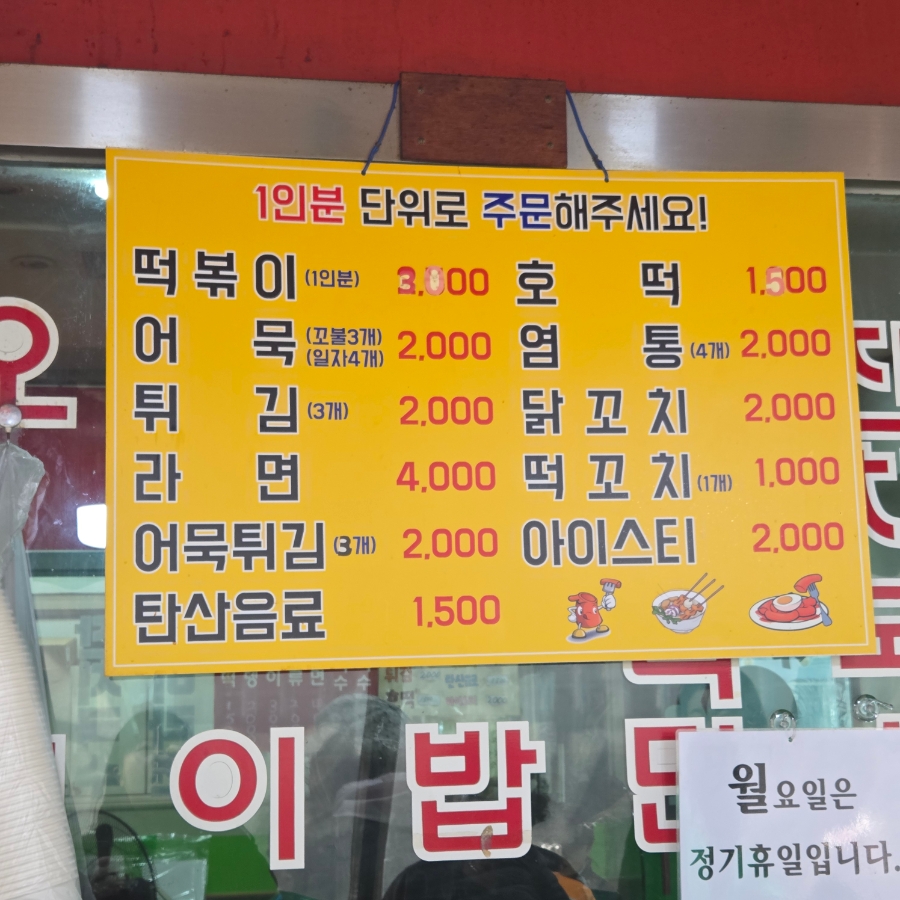 1인분 단위로 주문해주세요!
떡볶이 (1인분) 3,000
어묵 (꼬불3개) (일자4개) 2,000
튀김 (3개) 2,000
라면 4,000
어묵튀김 (3개) 2,000
탄산음료 1,500
호떡 1,500
염통 (4개) 2,000
닭꼬치 2,000
떡꼬치 (1개) 1,000
아이스티 2,000
이 밥
월요일은
정기휴일입니다.